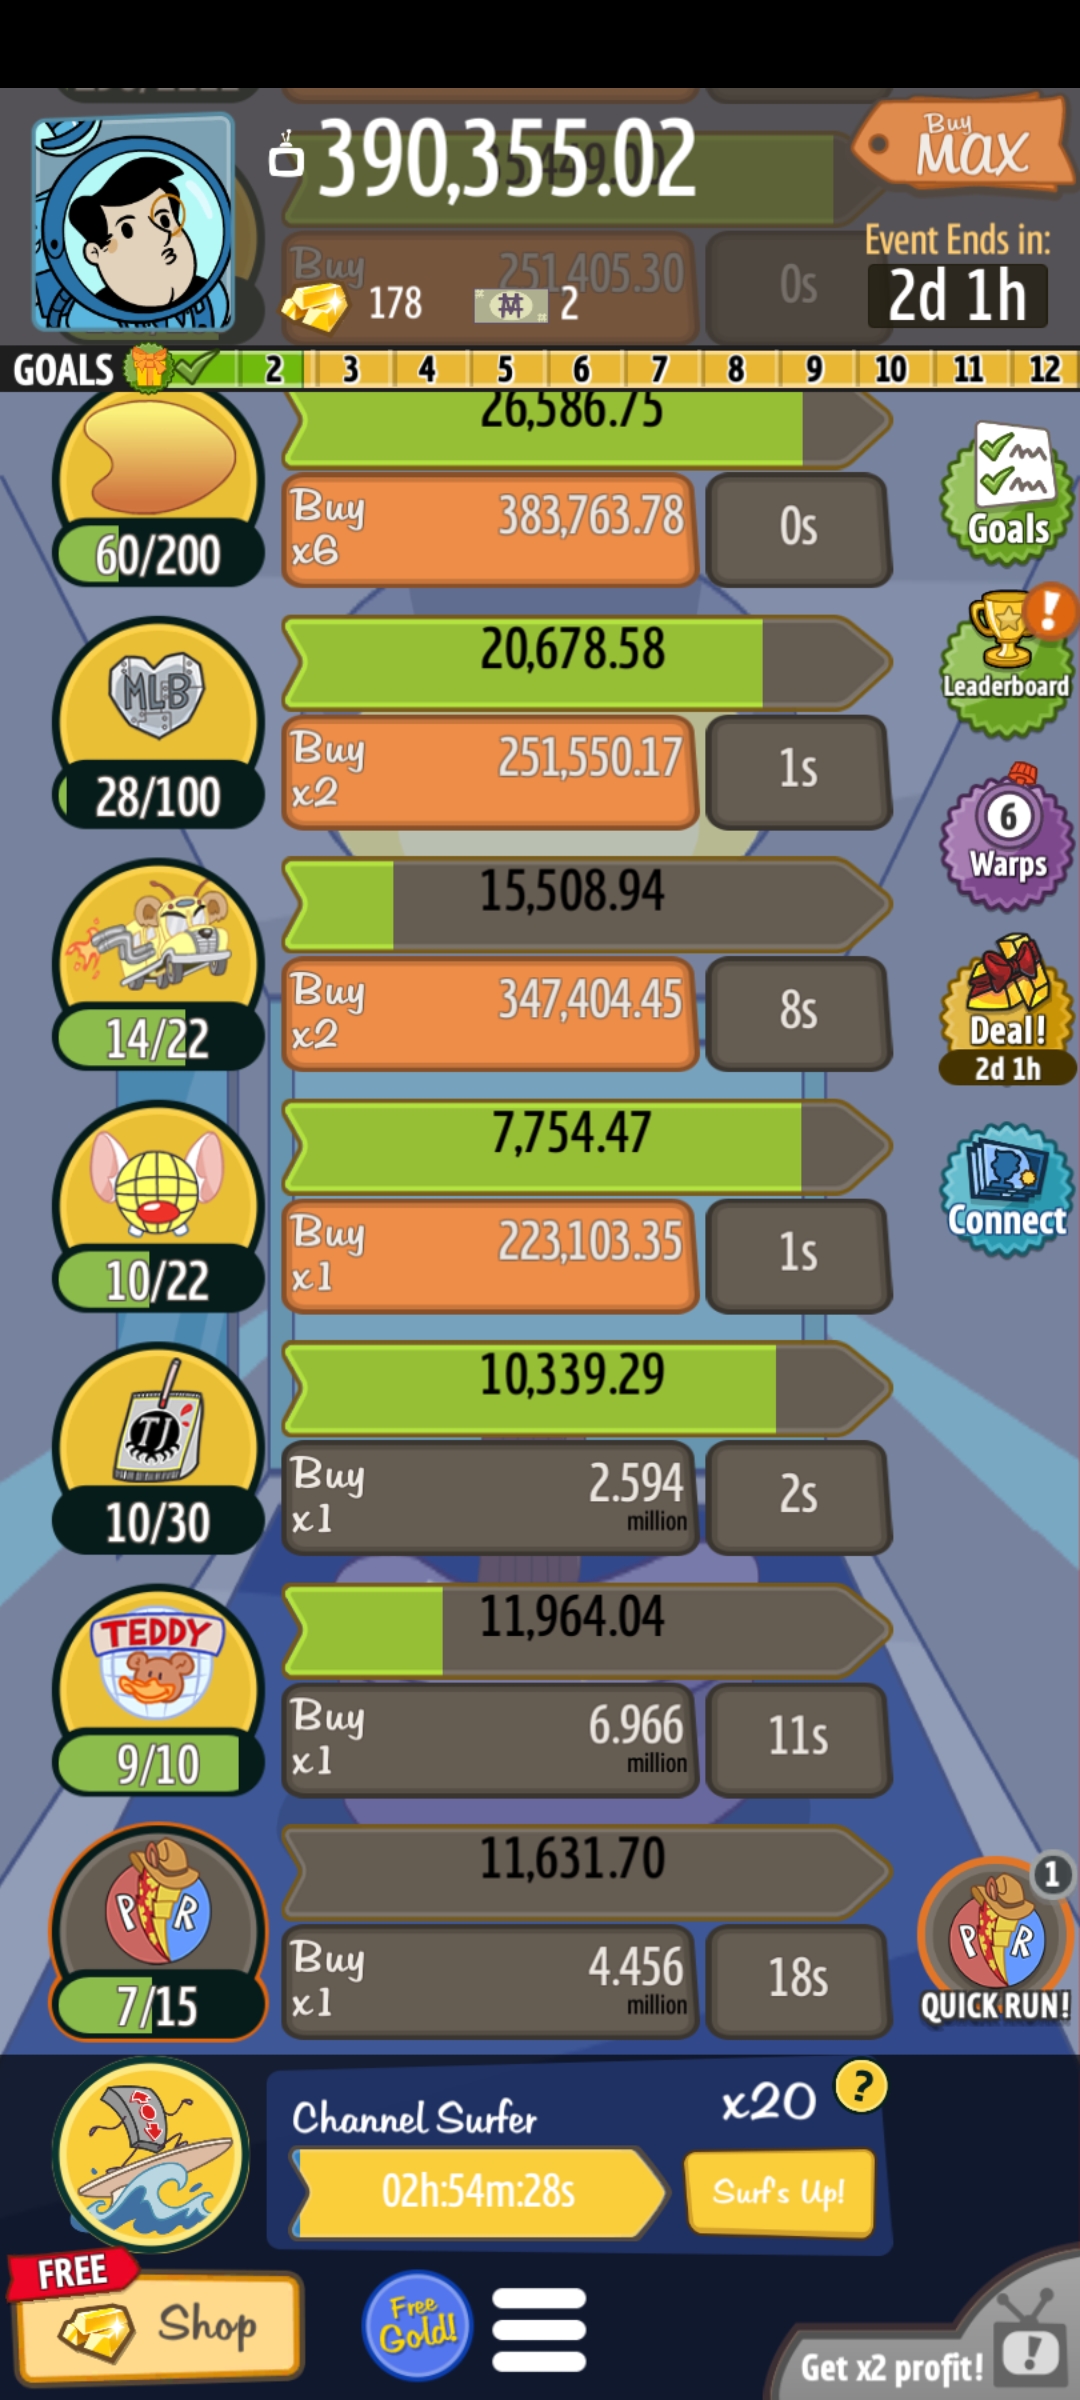 390,355.02
Buy
MAX
Event Ends in:
2d 1h
Buy
251,405.30
0s
178
2
GOALS 2 3 4 5 6 7 8 9 10 11 12
26,586.75
60/200
Buy
x6
383,763.78
0s
Goals
20,678.58
MLB
28/100
Buy
x2
251,550.17
1s
Leaderboard
6
Warps
15,508.94
14/22
Buy
x2
347,404.45
8s
Deal!
2d 1h
7,754.47
10/22
Buy
x1
223,103.35
1s
Connect
10,339.29
TJ
10/30
Buy
x1
2.594
million
2s
11,964.04
TEDDY
9/10
Buy
x1
6.966
million
11s
11,631.70
P R
7/15
Buy
x1
4.456
million
18s
1
P R
QUICK RUN!
Channel Surfer
x20
?
02h:54m:28s
Surf's Up!
FREE
Shop
Free
Gold!
Get x2 profit!